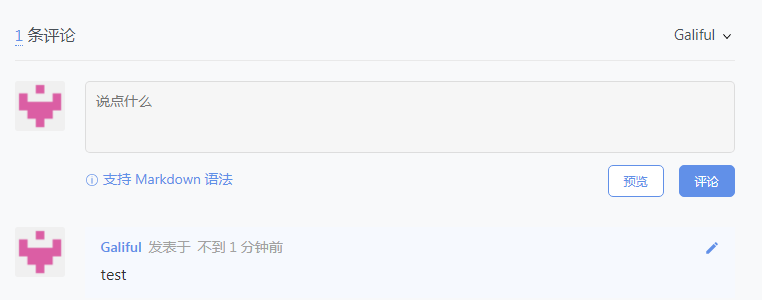 1 条评论
Galiful
说点什么
支持 Markdown 语法
预览
评论
Galiful 发表于 不到 1 分钟前
test